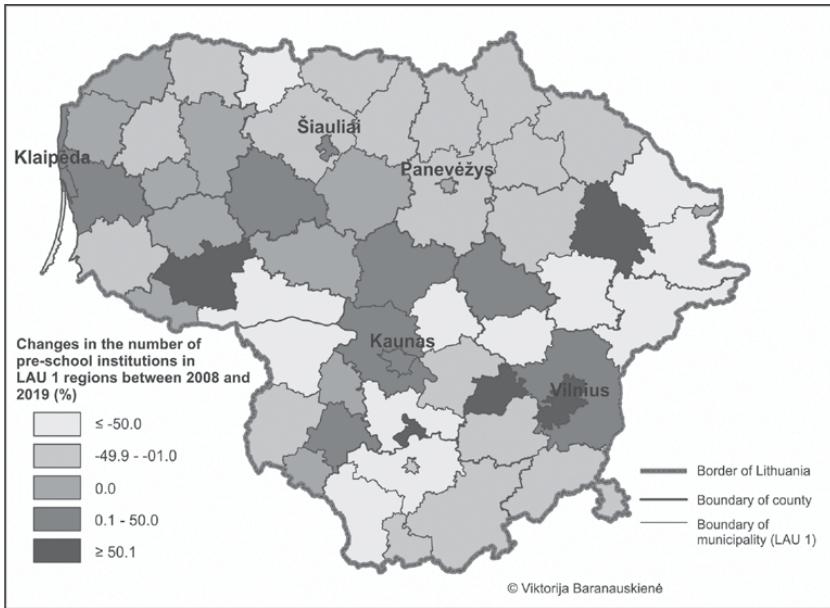 Šiauliai
Klaipėda
Panevėžys
Kaunas
Vilnius
Changes in the number of
pre-school institutions in
LAU 1 regions between 2008 and
2019 (%)
≤ -50.0
-49.9 - -01.0
0.0
0.1 - 50.0
≥ 50.1
Border of Lithuania
Boundary of county
Boundary of
municipality (LAU 1)
© Viktorija Baranauskienė